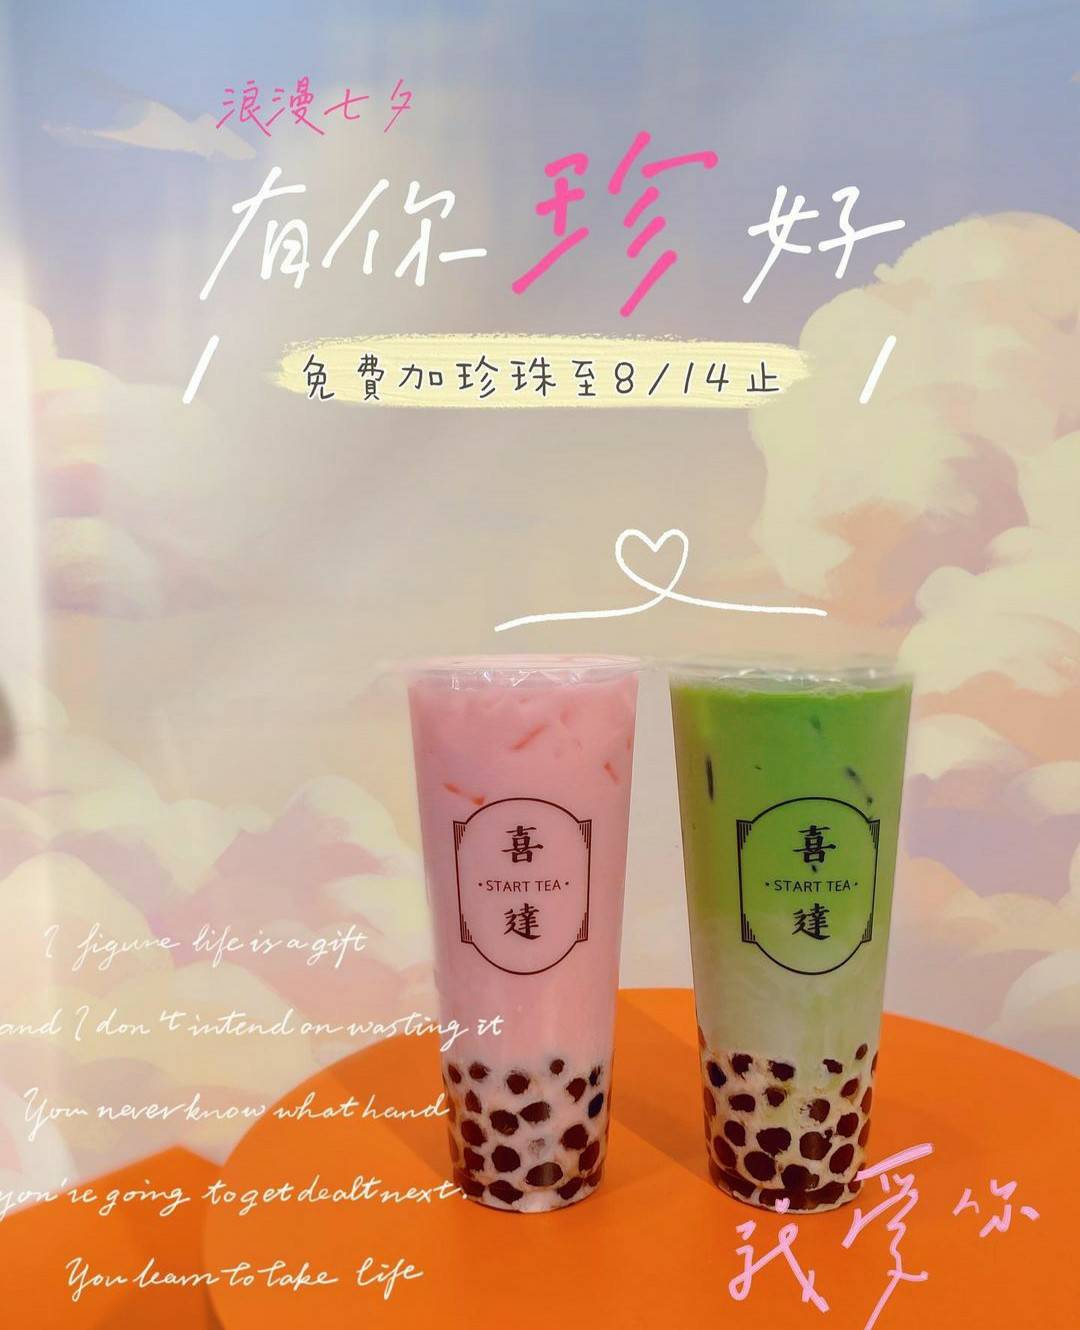 浪漫七夕
有你珍好
免費加珍珠至8/14止
喜
·START TEA·
達
喜
·START TEA·
達
I figure life is a gift
and I don't intend on wasting it
You never know what hand
you're going to get dealt next.
You learn to take life
我愛你